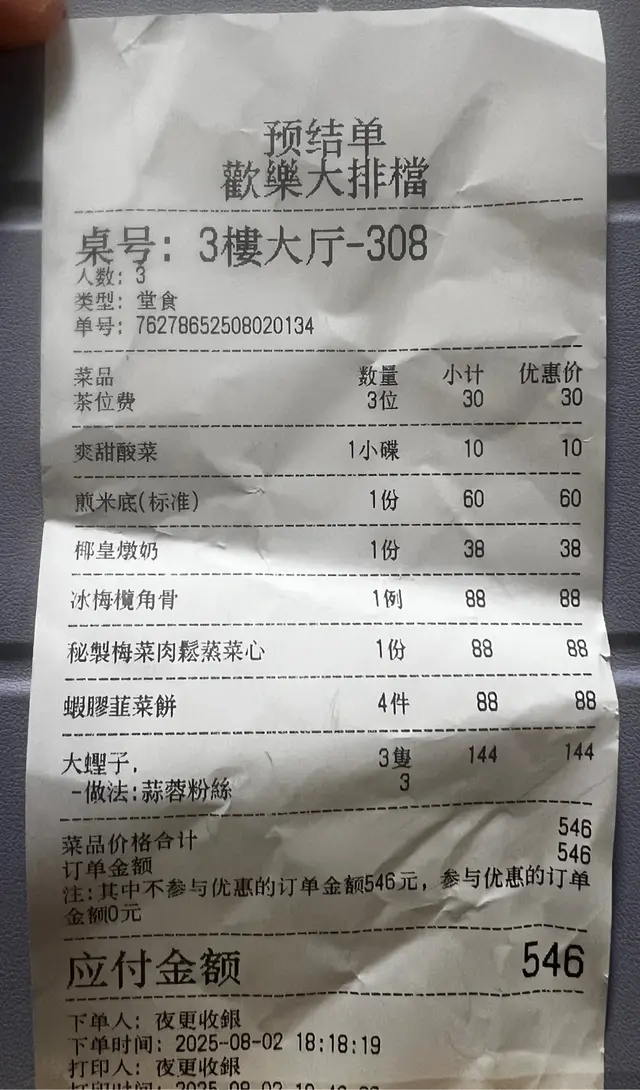 预结单
歡樂大排檔
桌号: 3樓大厅-308
人数: 3
类型: 堂食
单号: 76278652508020134
菜品 数量 小计 优惠价
茶位费 3位 30 30
爽甜酸菜 1小碟 10 10
煎米底(标准) 1份 60 60
椰皇燉奶 1份 38 38
冰梅欖角骨 1例 88 88
秘製梅菜肉鬆蒸菜心 1份 88 88
蝦膠韮菜餅 4件 88 88
大蟶子, 3隻 144 144
-做法:蒜蓉粉絲 3
菜品价格合计 546
订单金额 546
注:其中不参与优惠的订单金额546元, 参与优惠的订单
金额0元
应付金额 546
下单人: 夜更收銀
下单时间: 2025-08-02 18:18:19
打印人: 夜更收銀
打印时间: 2025-08-02